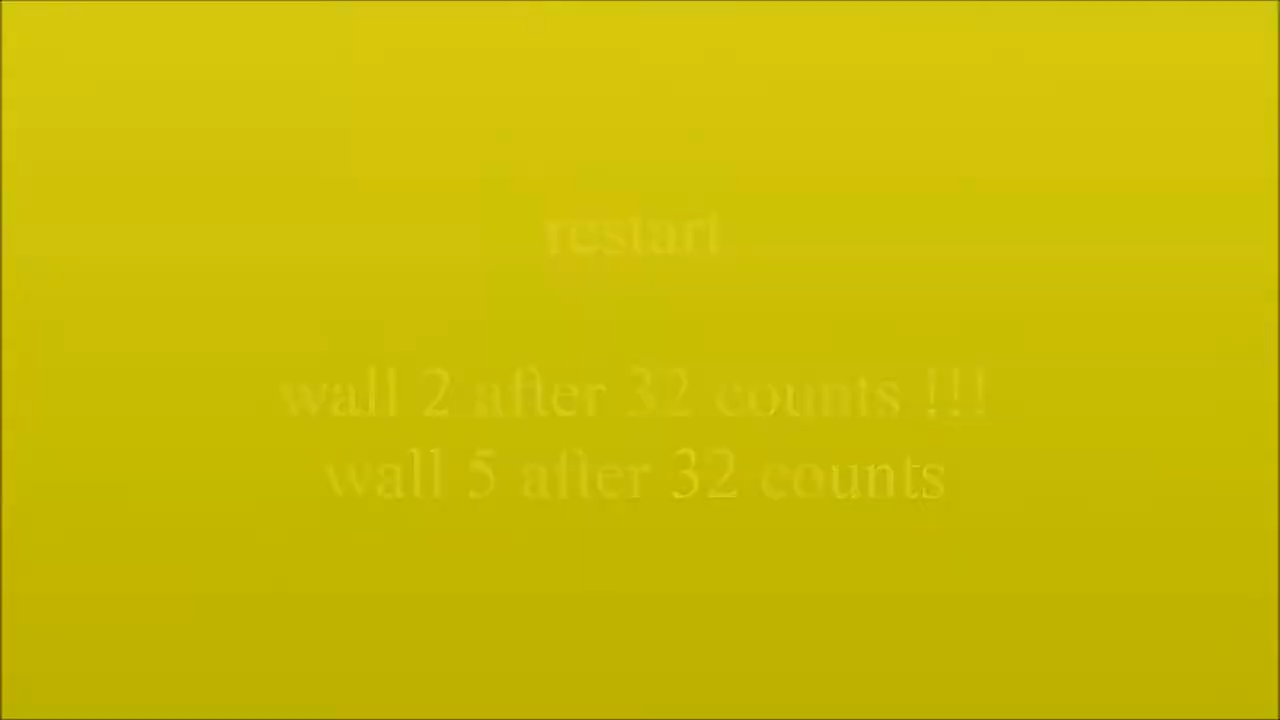 restart
wall 2 after 32 counts !!!
wall 5 after 32 counts